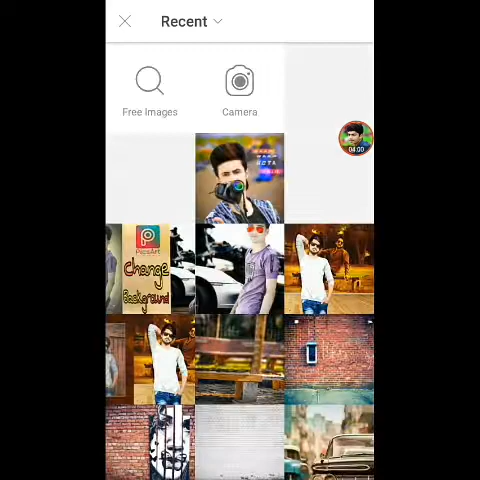 Recent
Free Images
Camera
04:00
PicsArt
Change
Background